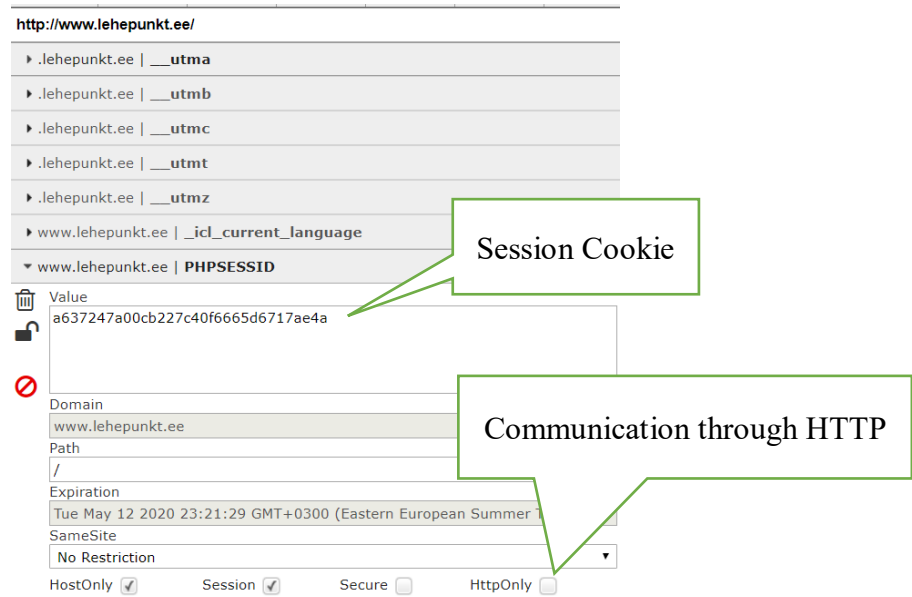 http://www.lehepunkt.ee/
.lehepunkt.ee | __utma
.lehepunkt.ee | __utmb
.lehepunkt.ee | __utmc
.lehepunkt.ee | __utmt
.lehepunkt.ee | __utmz
www.lehepunkt.ee | _icl_current_language
Session Cookie
www.lehepunkt.ee | PHPSESSID
Value
a637247a00cb227c40f6665d6717ae4a
Domain
www.lehepunkt.ee
Communication through HTTP
Path
/
Expiration
Tue May 12 2020 23:21:29 GMT+0300 (Eastern European Summer
SameSite
No Restriction
HostOnly Session Secure HttpOnly